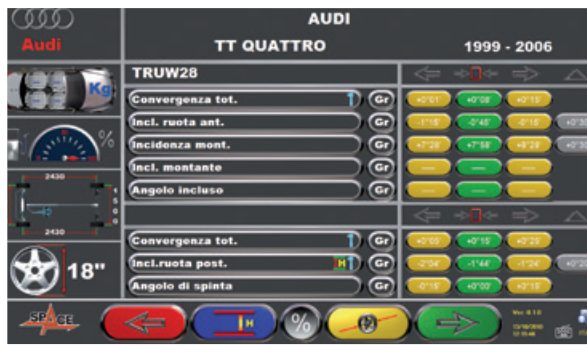 AUDI
Audi
TT QUATTRO
1999 - 2006
TRUW28
Kg
Convergenza tot. Gr +0°01' +0°08' +0°15'
Incl. ruota ant. Gr -1°15' -0°45' -0°15' +0°30
%
Incidenza mont. Gr +7°28' +7°58' +8°28' +0°30
Incl. montante Gr
2430
Angolo incluso Gr
1500
2430
Convergenza tot. Gr +0°05' +0°15' +0°25'
18"
Incl.ruota post. H Gr -2°04' -1°44' -1°24' +0°20
Angolo di spinta Gr -0°15' +0°00' +0°15'
SPACE
H
%